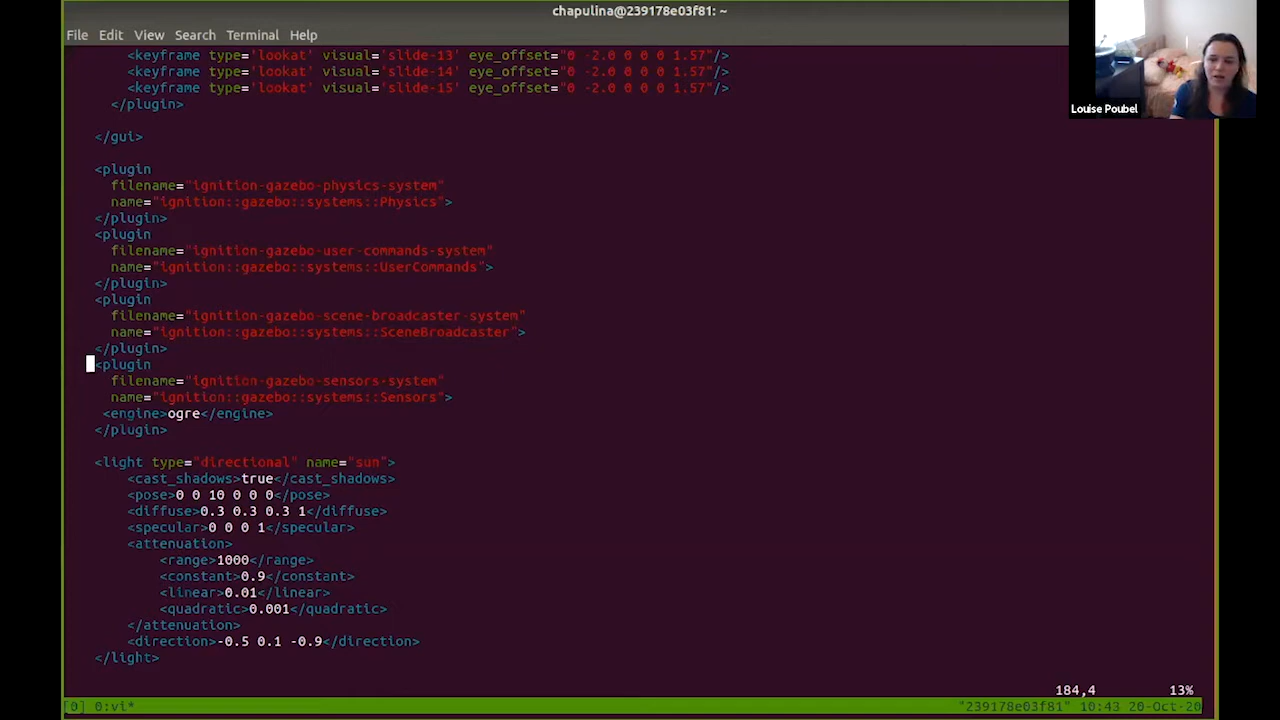 chapulina@239178e03f81: ~
File Edit View Search Terminal Help
<keyframe type='lookat' visual='slide-13' eye_offset="0 -2.0 0 0 0 1.57"/>
<keyframe type='lookat' visual='slide-14' eye_offset="0 -2.0 0 0 0 1.57"/>
<keyframe type='lookat' visual='slide-15' eye_offset="0 -2.0 0 0 0 1.57"/>
</plugin>
</gui>
<plugin
filename="ignition-gazebo-physics-system"
name="ignition::gazebo::systems::Physics">
</plugin>
<plugin
filename="ignition-gazebo-user-commands-system"
name="ignition::gazebo::systems::UserCommands">
</plugin>
<plugin
filename="ignition-gazebo-scene-broadcaster-system"
name="ignition::gazebo::systems::SceneBroadcaster">
</plugin>
<plugin
filename="ignition-gazebo-sensors-system"
name="ignition::gazebo::systems::Sensors">
<engine>ogre</engine>
</plugin>
<light type="directional" name="sun">
<cast_shadows>true</cast_shadows>
<pose>0 0 10 0 0 0</pose>
<diffuse>0.3 0.3 0.3 1</diffuse>
<specular>0 0 0 1</specular>
<attenuation>
<range>1000</range>
<constant>0.9</constant>
<linear>0.01</linear>
<quadratic>0.001</quadratic>
</attenuation>
<direction>-0.5 0.1 -0.9</direction>
</light>
184,4 13%
[0] 0:vi* "239178e03f81" 10:43 20-Oct-20
Louise Poubel